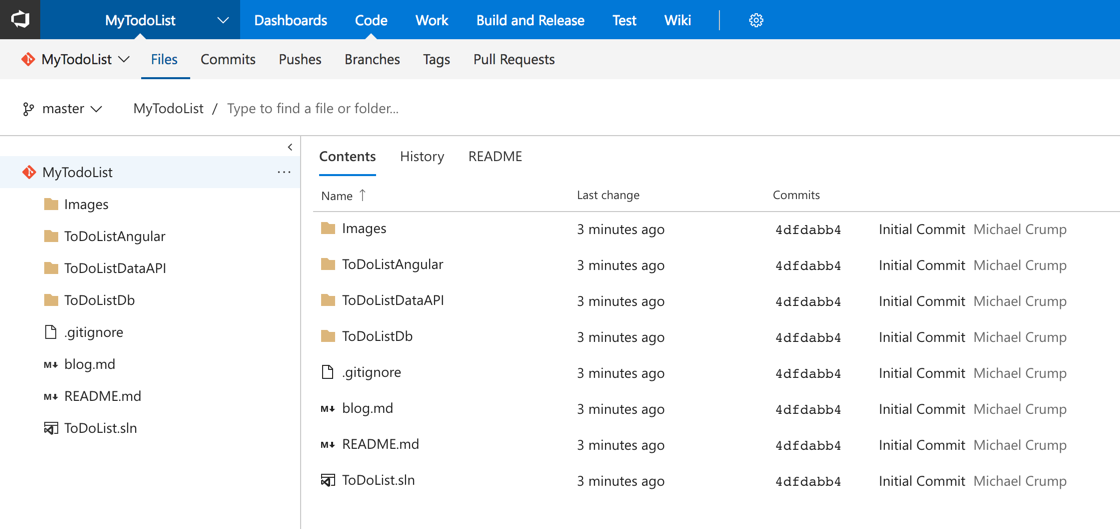 MyTodoList Dashboards Code Work Build and Release Test Wiki
MyTodoList Files Commits Pushes Branches Tags Pull Requests
master MyTodoList / Type to find a file or folder...
MyTodoList
Images
ToDoListAngular
ToDoListDataAPI
ToDoListDb
.gitignore
M↓ blog.md
M↓ README.md
ToDoList.sln
Contents History README
Name ↑ Last change Commits
Images 3 minutes ago 4dfdabb4 Initial Commit Michael Crump
ToDoListAngular 3 minutes ago 4dfdabb4 Initial Commit Michael Crump
ToDoListDataAPI 3 minutes ago 4dfdabb4 Initial Commit Michael Crump
ToDoListDb 3 minutes ago 4dfdabb4 Initial Commit Michael Crump
.gitignore 3 minutes ago 4dfdabb4 Initial Commit Michael Crump
M↓ blog.md 3 minutes ago 4dfdabb4 Initial Commit Michael Crump
M↓ README.md 3 minutes ago 4dfdabb4 Initial Commit Michael Crump
ToDoList.sln 3 minutes ago 4dfdabb4 Initial Commit Michael Crump